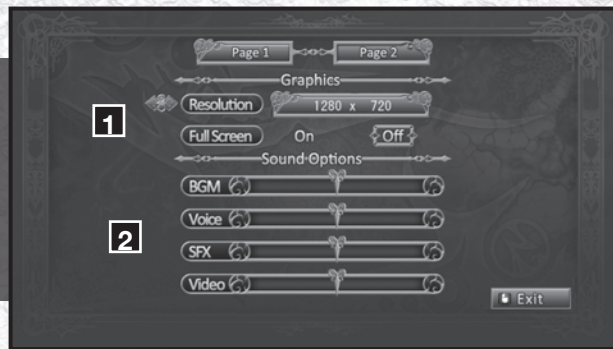 Page 1 Page 2
Graphics
1
Resolution 1280 x 720
Full Screen On Off
Sound Options
BGM
Voice
2
SFX
Video
Exit